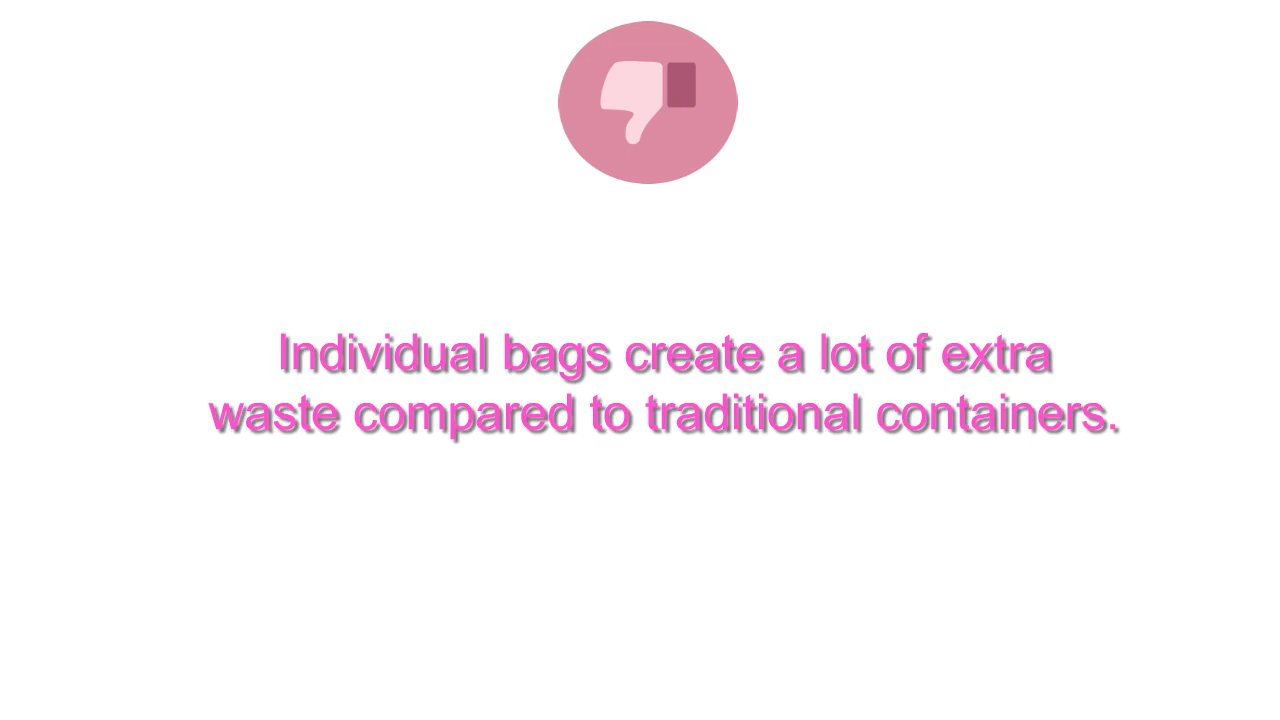 Individual bags create a lot of extra
waste compared to traditional containers.